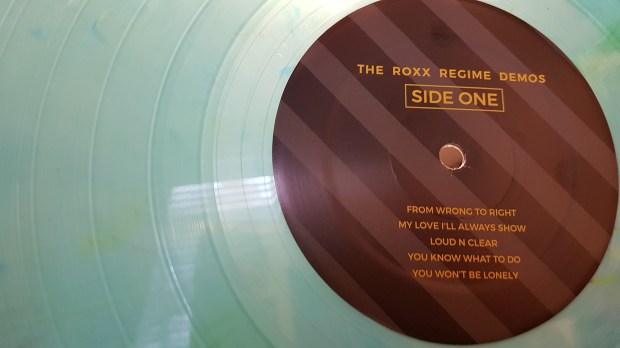 THE ROXX REGIME DEMOS
SIDE ONE
FROM WRONG TO RIGHT
MY LOVE I'LL ALWAYS SHOW
LOUD N CLEAR
YOU KNOW WHAT TO DO
YOU WON'T BE LONELY